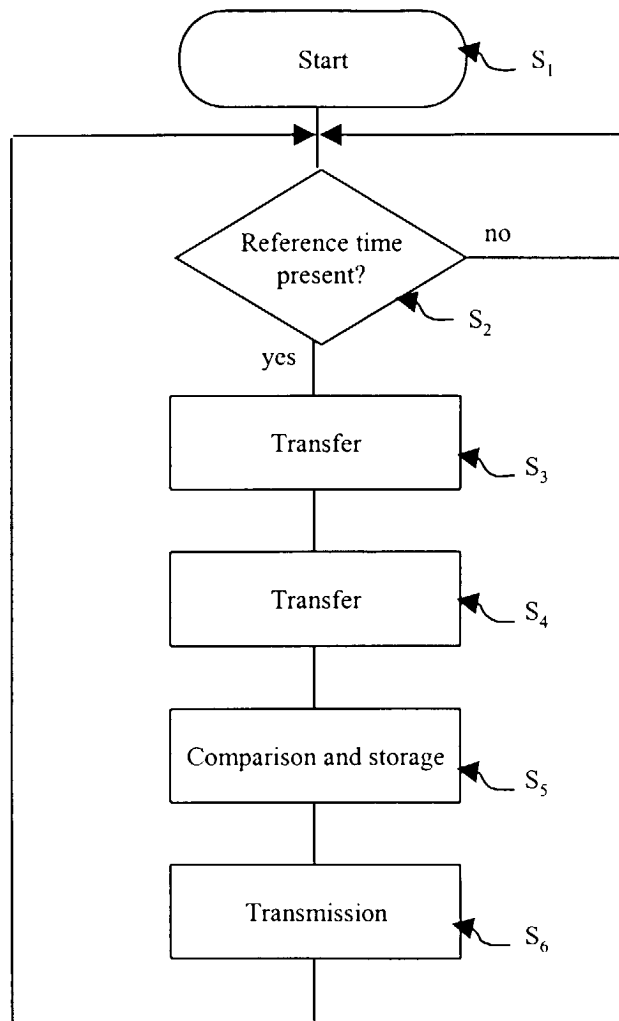 Start
S₁
Reference time
present?
no
S₂
yes
Transfer
S₃
Transfer
S₄
Comparison and storage
S₅
Transmission
S₆